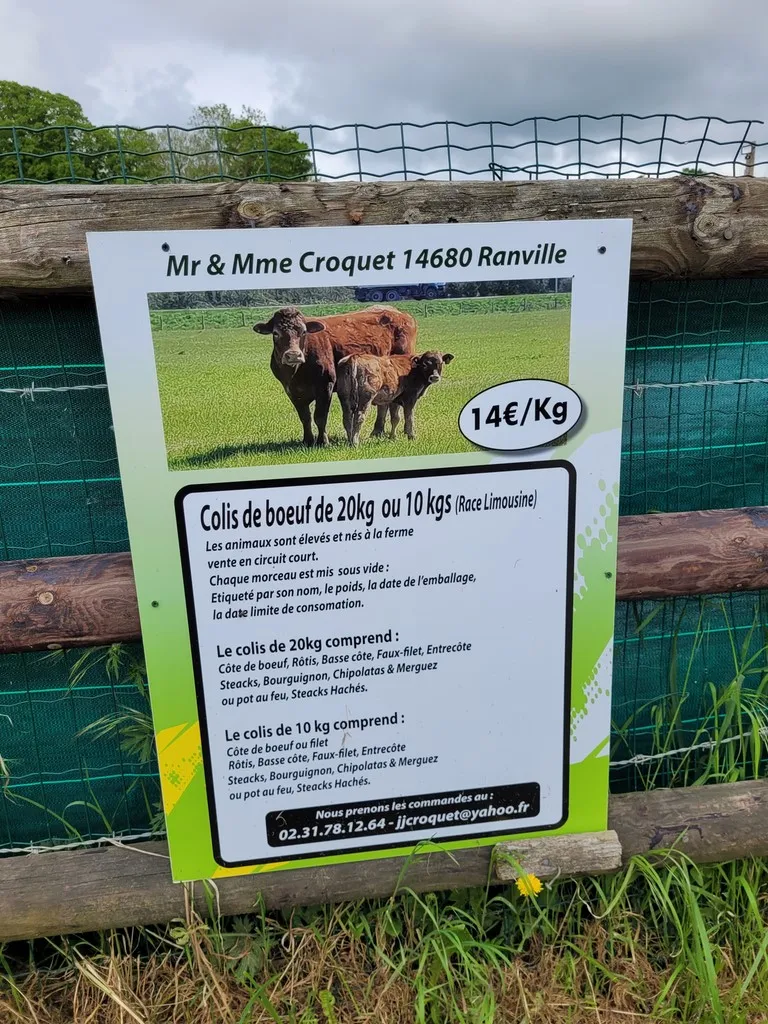 Mr & Mme Croquet 14680 Ranville
14€/Kg
Colis de boeuf de 20kg ou 10 kgs (Race Limousine)
Les animaux sont élevés et nés à la ferme
vente en circuit court.
Chaque morceau est mis sous vide :
Etiqueté par son nom, le poids, la date de l'emballage,
la date limite de consomation.
Le colis de 20kg comprend :
Côte de boeuf, Rôtis, Basse côte, Faux-filet, Entrecôte
Steacks, Bourguignon, Chipolatas & Merguez
ou pot au feu, Steacks Hachés.
Le colis de 10 kg comprend :
Côte de boeuf ou filet
Rôtis, Basse côte, Faux-filet, Entrecôte
Steacks, Bourguignon, Chipolatas & Merguez
ou pot au feu, Steacks Hachés.
Nous prenons les commandes au :
02.31.78.12.64 - jjcroquet@yahoo.fr